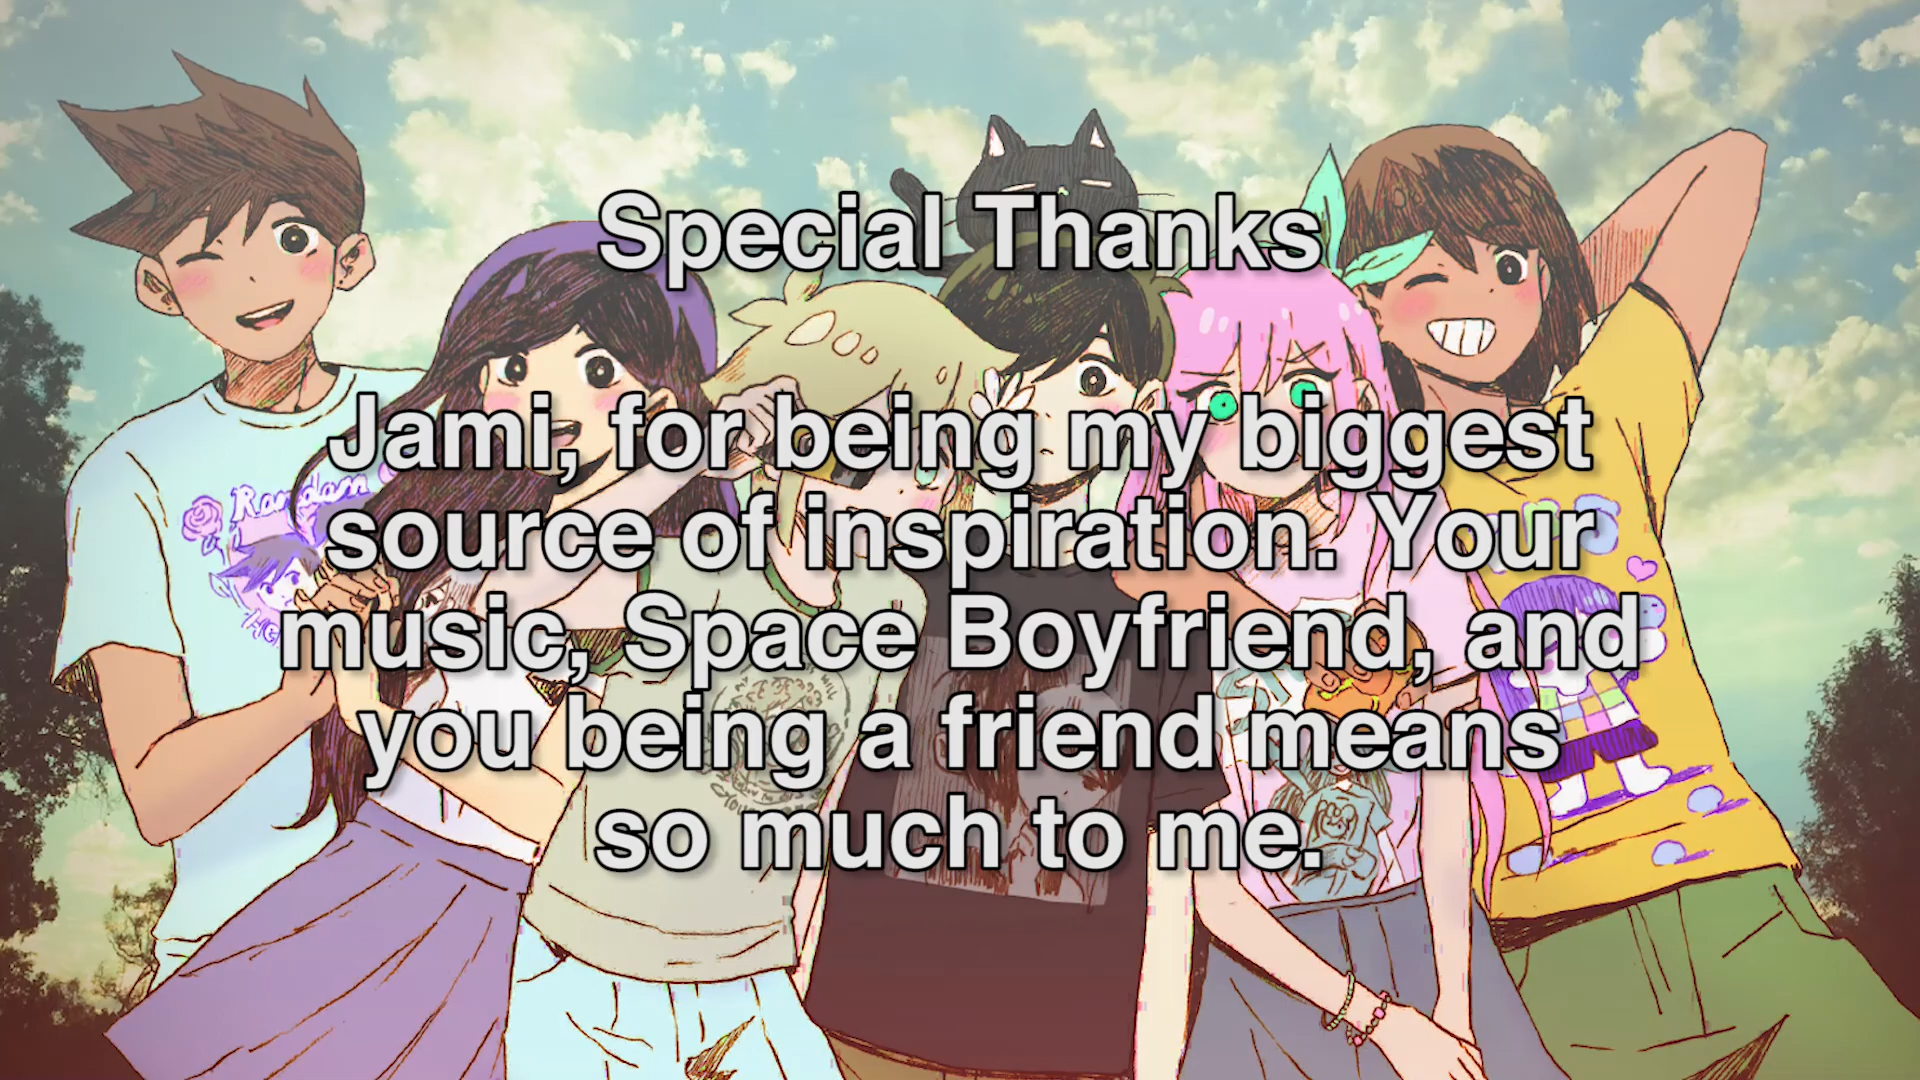 Special Thanks
Jami, for being my biggest
source of inspiration. Your
music, Space Boyfriend, and
you being a friend means
so much to me.
Random